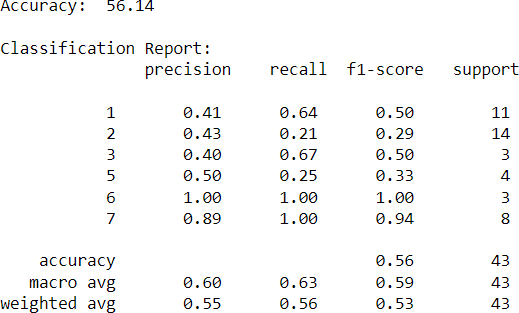 Accuracy: 56.14
Classification Report:
precision recall f1-score support
1 0.41 0.64 0.50 11
2 0.43 0.21 0.29 14
3 0.40 0.67 0.50 3
5 0.50 0.25 0.33 4
6 1.00 1.00 1.00 3
7 0.89 1.00 0.94 8
accuracy 0.56 43
macro avg 0.60 0.63 0.59 43
weighted avg 0.55 0.56 0.53 43